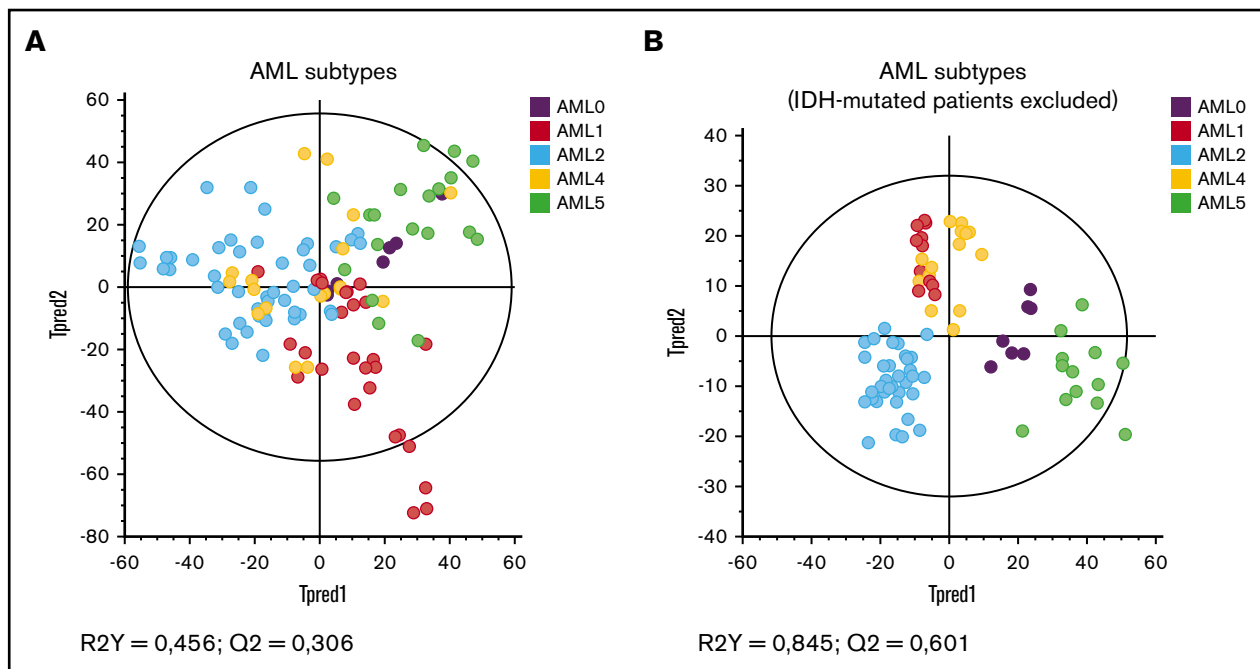 A
AML subtypes
60
40
20
0
-20
-40
-60
-80
Tpred2
-60
-40
-20
0
20
40
60
Tpred1
AML0
AML1
AML2
AML4
AML5
R2Y = 0,456; Q2 = 0,306
B
AML subtypes
(IDH-mutated patients excluded)
40
30
20
10
0
-10
-20
-30
-40
Tpred2
-60
-40
-20
0
20
40
60
Tpred1
AML0
AML1
AML2
AML4
AML5
R2Y = 0,845; Q2 = 0,601